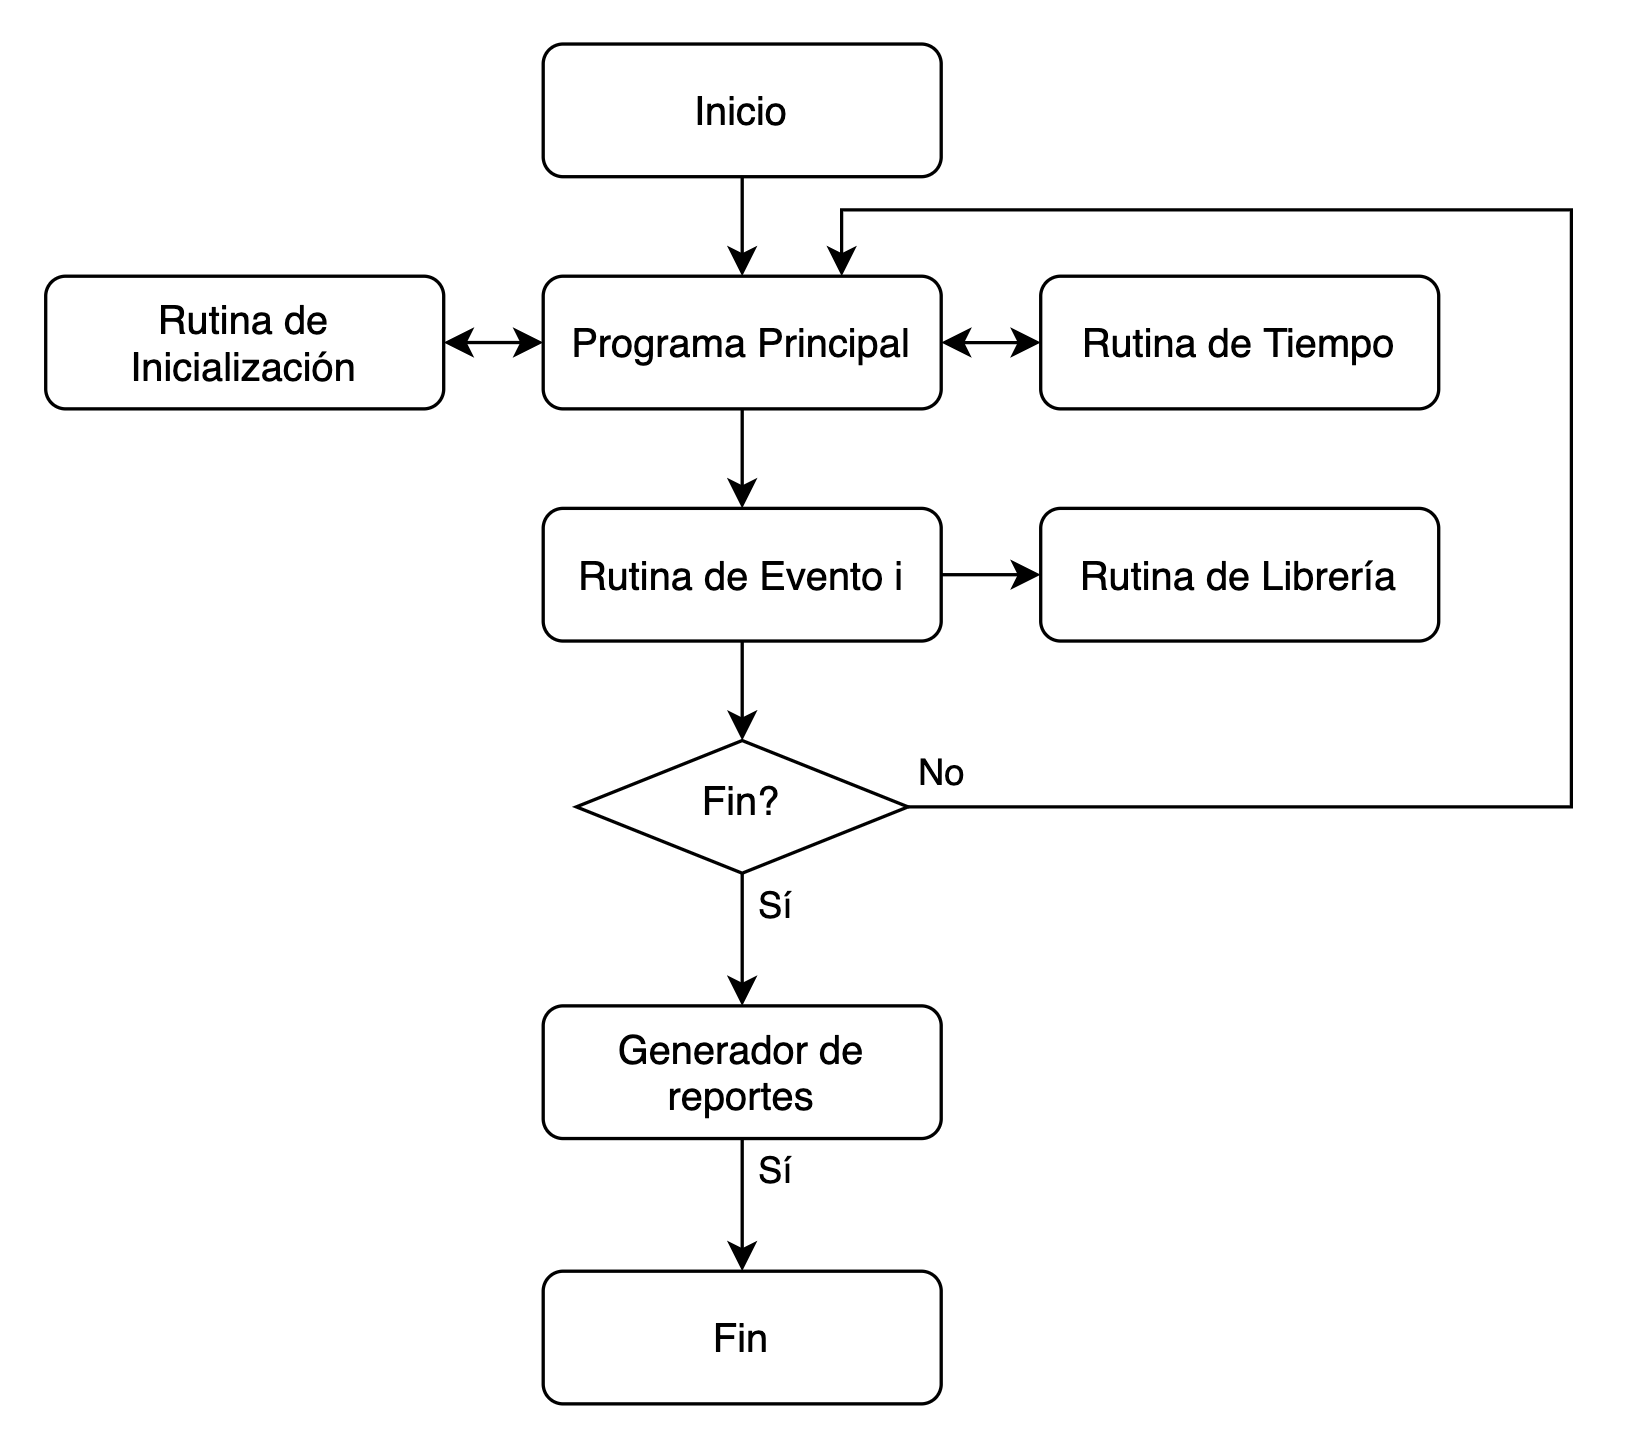 Inicio
Rutina de
Inicialización
Programa Principal
Rutina de Tiempo
Rutina de Evento i
Rutina de Librería
Fin?
No
Sí
Generador de
reportes
Sí
Fin